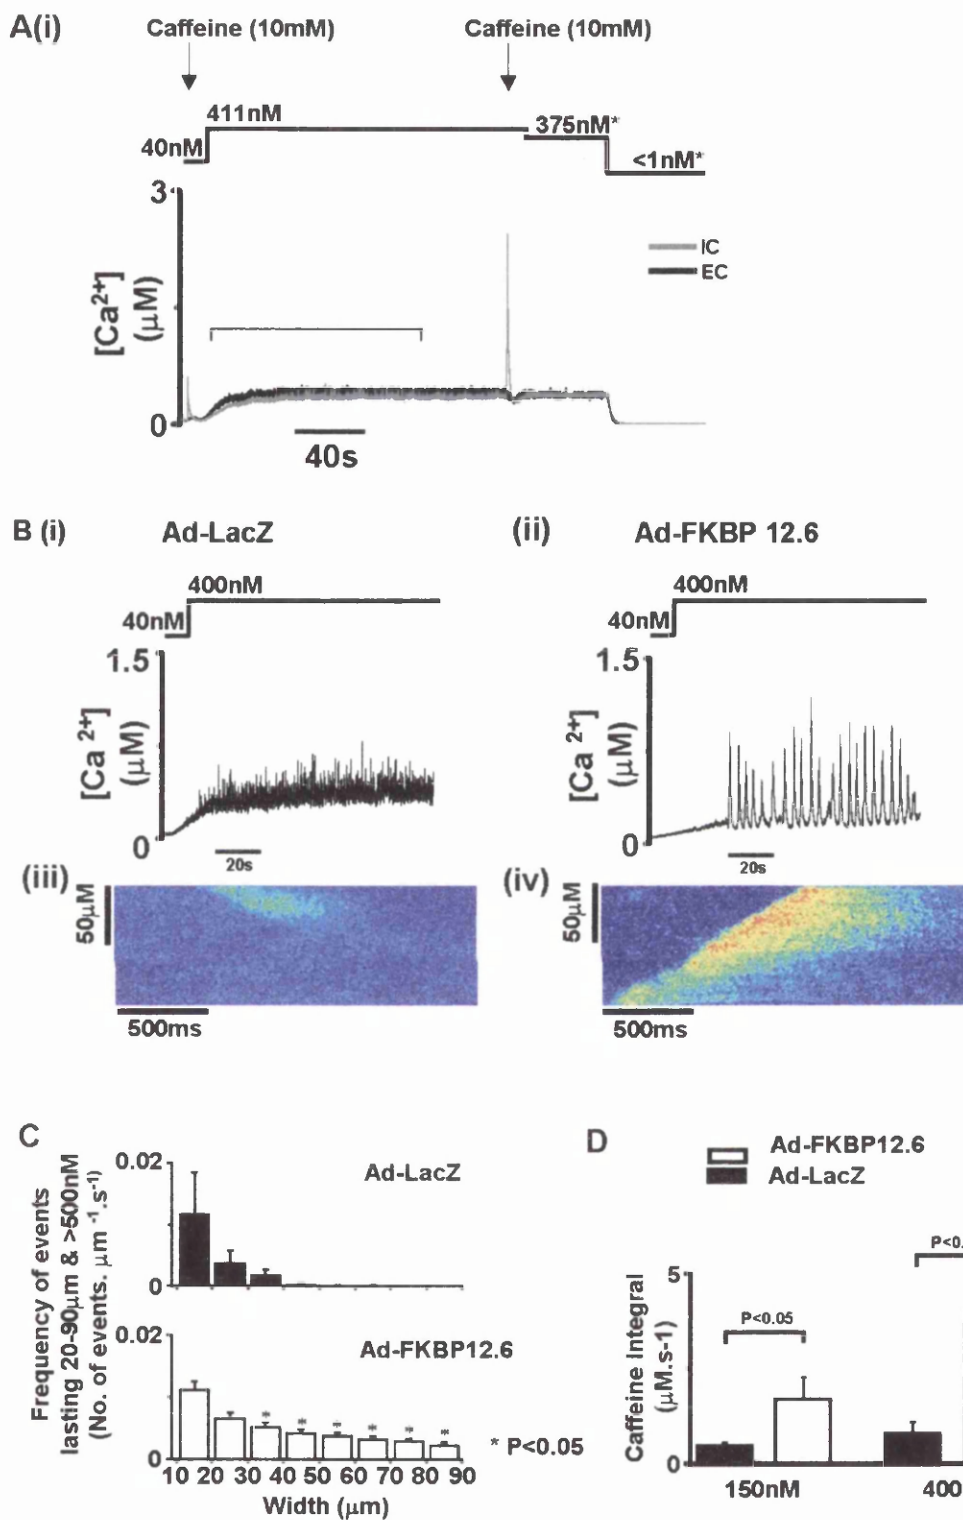 A(i)
Caffeine (10mM)
Caffeine (10mM)
411nM
375nM*
40nM
<1nM*
3
IC
EC
[Ca2+]
(μM)
0
40s
B (i)
Ad-LacZ
(ii)
Ad-FKBP 12.6
400nM
400nM
40nM
40nM
1.5
1.5
[Ca 2+]
(μM)
[Ca 2+]
(μM)
0
0
20s
20s
(iii)
(iv)
50μM
50μM
500ms
500ms
C
D
Ad-FKBP12.6
Ad-LacZ
0.02
Ad-LacZ
Frequency of events
lasting 20-90μm & >500nM
(No. of events. μm -1.s-1)
0
0.02
Ad-FKBP12.6
* * * * * *
* P<0.05
0
10 20 30 40 50 60 70 80 90
Width (μm)
P<0.
5
P<0.05
Caffeine Integral
(μM.s-1)
0
150nM
400